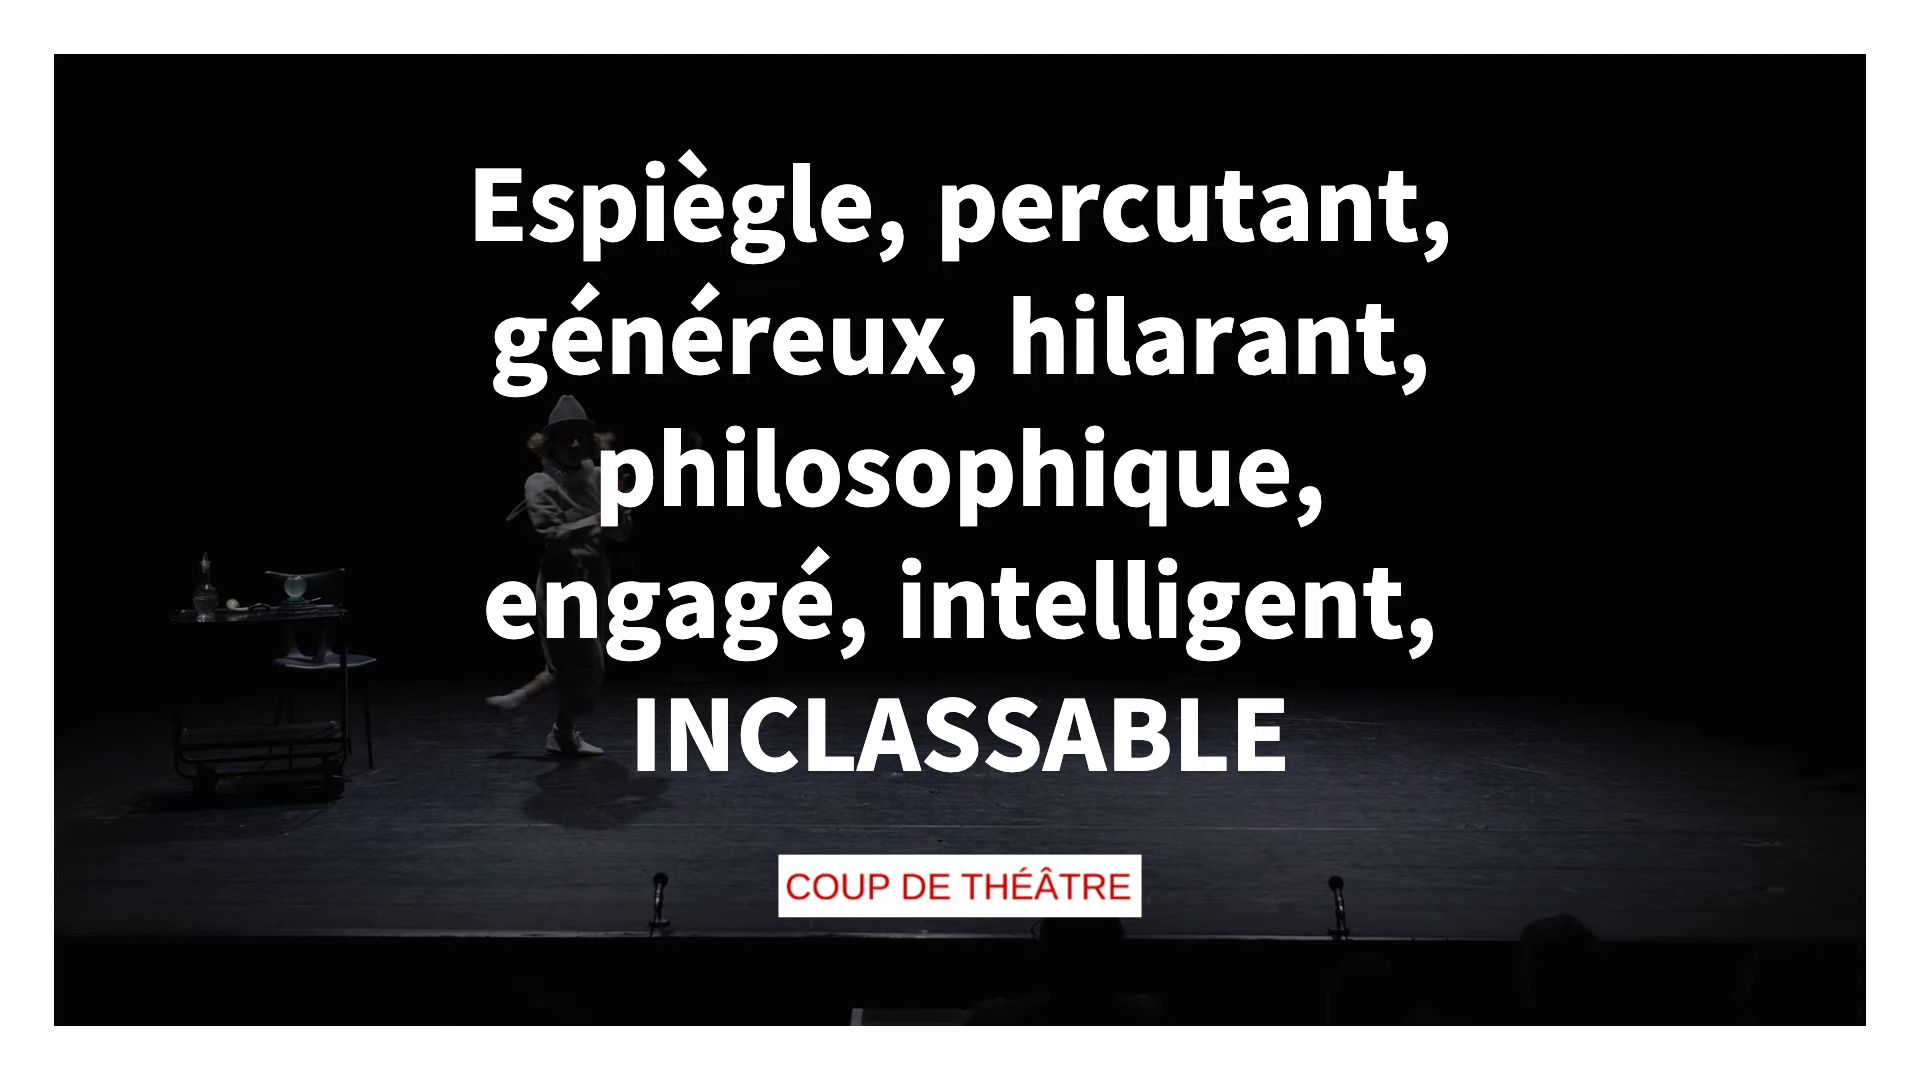 Espiègle, percutant,
généreux, hilarant,
philosophique,
engagé, intelligent,
INCLASSABLE
COUP DE THÉÂTRE